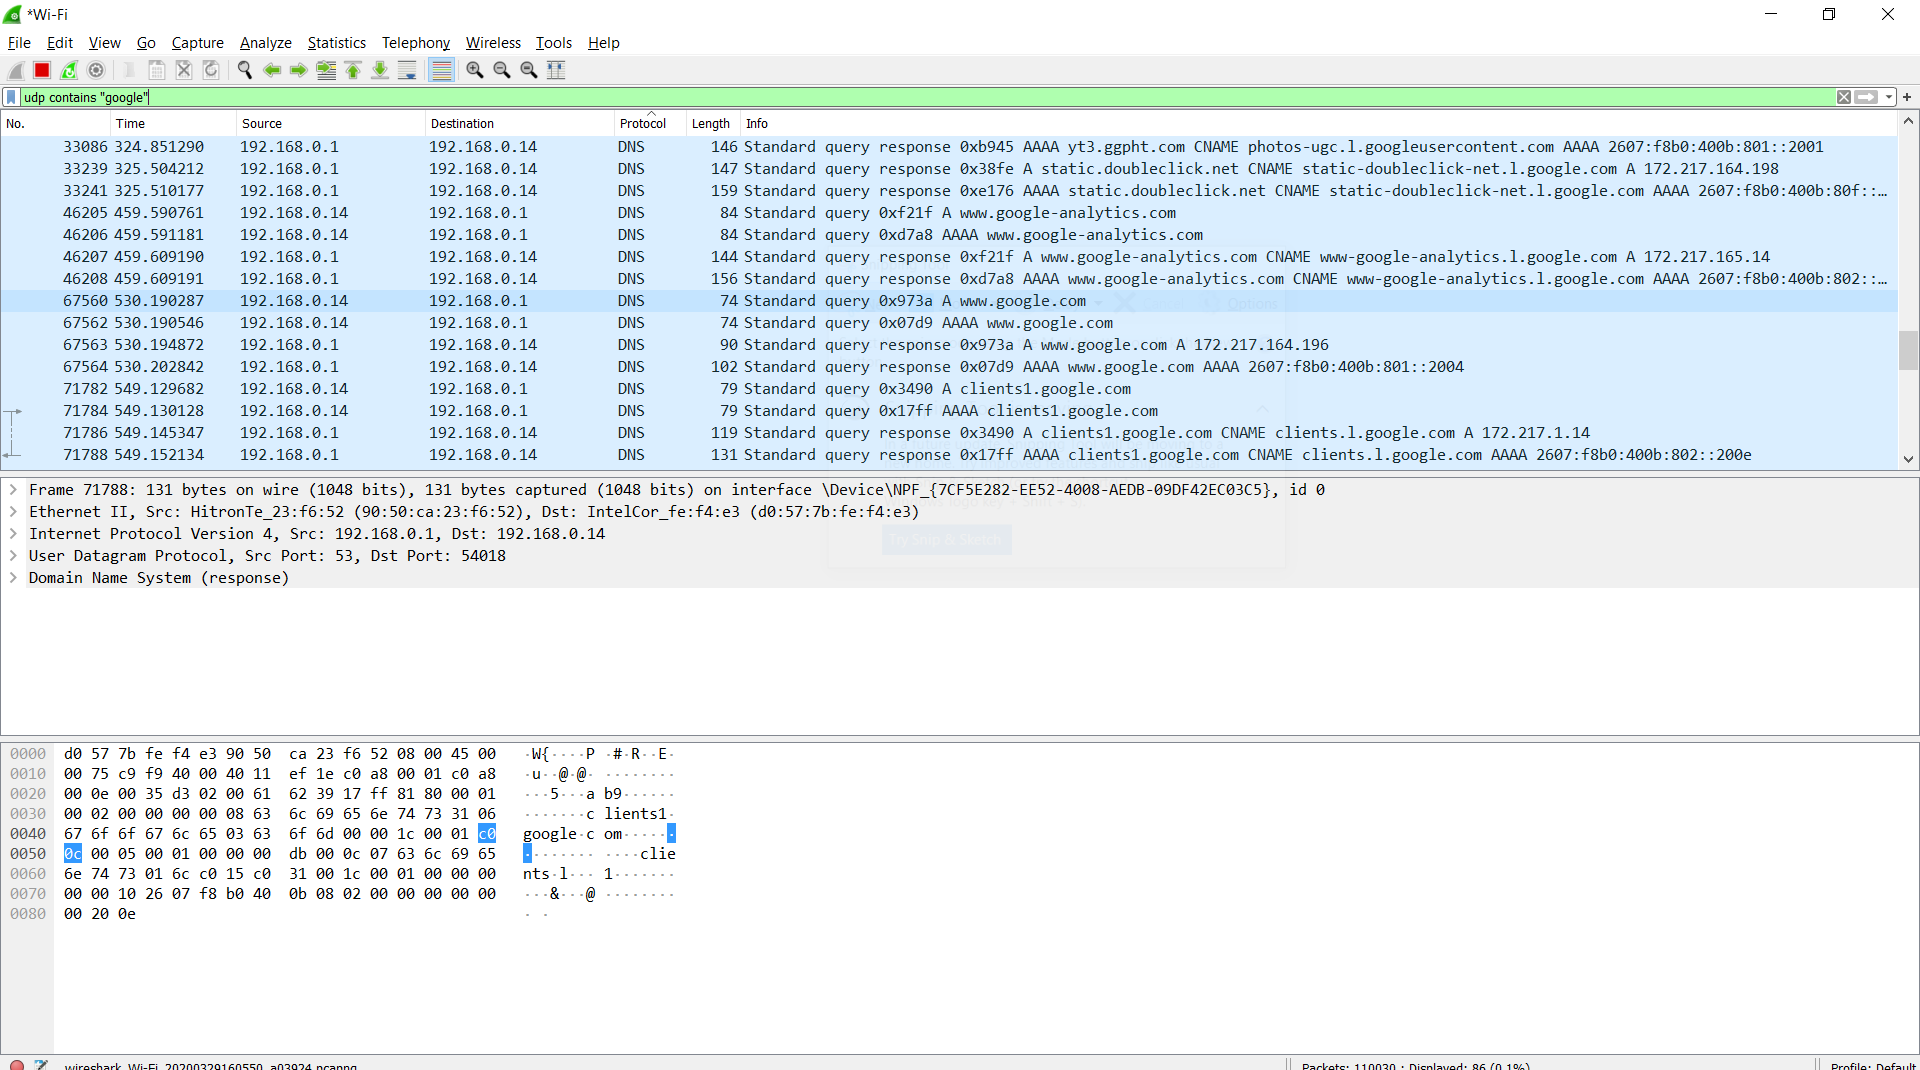 *Wi-Fi
File Edit View Go Capture Analyze Statistics Telephony Wireless Tools Help
udp contains "google"
No. Time Source Destination Protocol Length Info
33086 324.851290 192.168.0.1 192.168.0.14 DNS 146 Standard query response 0xb945 AAAA yt3.ggpht.com CNAME photos-ugc.l.googleusercontent.com AAAA 2607:f8b0:400b:801::2001
33239 325.504212 192.168.0.1 192.168.0.14 DNS 147 Standard query response 0x38fe A static.doubleclick.net CNAME static-doubleclick-net.l.google.com A 172.217.164.198
33241 325.510177 192.168.0.1 192.168.0.14 DNS 159 Standard query response 0xe176 AAAA static.doubleclick.net CNAME static-doubleclick-net.l.google.com AAAA 2607:f8b0:400b:80f::…
46205 459.590761 192.168.0.14 192.168.0.1 DNS 84 Standard query 0xf21f A www.google-analytics.com
46206 459.591181 192.168.0.14 192.168.0.1 DNS 84 Standard query 0xd7a8 AAAA www.google-analytics.com
46207 459.609190 192.168.0.1 192.168.0.14 DNS 144 Standard query response 0xf21f A www.google-analytics.com CNAME www-google-analytics.l.google.com A 172.217.165.14
46208 459.609191 192.168.0.1 192.168.0.14 DNS 156 Standard query response 0xd7a8 AAAA www.google-analytics.com CNAME www-google-analytics.l.google.com AAAA 2607:f8b0:400b:802::…
67560 530.190287 192.168.0.14 192.168.0.1 DNS 74 Standard query 0x973a A www.google.com Options
67562 530.190546 192.168.0.14 192.168.0.1 DNS 74 Standard query 0x07d9 AAAA www.google.com
67563 530.194872 192.168.0.1 192.168.0.14 DNS 90 Standard query response 0x973a A www.google.com A 172.217.164.196
67564 530.202842 192.168.0.1 192.168.0.14 DNS 102 Standard query response 0x07d9 AAAA www.google.com AAAA 2607:f8b0:400b:801::2004
71782 549.129682 192.168.0.14 192.168.0.1 DNS 79 Standard query 0x3490 A clients1.google.com
71784 549.130128 192.168.0.14 192.168.0.1 DNS 79 Standard query 0x17ff AAAA clients1.google.com
71786 549.145347 192.168.0.1 192.168.0.14 DNS 119 Standard query response 0x3490 A clients1.google.com CNAME clients.l.google.com A 172.217.1.14
71788 549.152134 192.168.0.1 192.168.0.14 DNS 131 Standard query response 0x17ff AAAA clients1.google.com CNAME clients.l.google.com AAAA 2607:f8b0:400b:802::200e
Frame 71788: 131 bytes on wire (1048 bits), 131 bytes captured (1048 bits) on interface \Device\NPF_{7CF5E282-EE52-4008-AEDB-09DF42EC03C5}, id 0
Ethernet II, Src: HitronTe_23:f6:52 (90:50:ca:23:f6:52), Dst: IntelCor_fe:f4:e3 (d0:57:7b:fe:f4:e3)
Internet Protocol Version 4, Src: 192.168.0.1, Dst: 192.168.0.14
Try Snip & Sketch
User Datagram Protocol, Src Port: 53, Dst Port: 54018
Domain Name System (response)
0000 d0 57 7b fe f4 e3 90 50 ca 23 f6 52 08 00 45 00 ·W{····P ·#·R··E·
0010 00 75 c9 f9 40 00 40 11 ef 1e c0 a8 00 01 c0 a8 ·u··@·@· ········
0020 00 0e 00 35 d3 02 00 61 62 39 17 ff 81 80 00 01 ···5···a b9······
0030 00 02 00 00 00 00 08 63 6c 69 65 6e 74 73 31 06 ·······c lients1·
0040 67 6f 6f 67 6c 65 03 63 6f 6d 00 00 1c 00 01 c0 google·c om······
0050 0c 00 05 00 01 00 00 00 db 00 0c 07 63 6c 69 65 ········ ····clie
0060 6e 74 73 01 6c c0 15 c0 31 00 1c 00 01 00 00 00 nts·l··· 1·······
0070 00 00 10 26 07 f8 b0 40 0b 08 02 00 00 00 00 00 ···&···@ ········
0080 00 20 0e · ·
wireshark_Wi-Fi_20200329160550_a03924.pcapng Packets: 110030 · Displayed: 86 (0.1%) Profile: Default